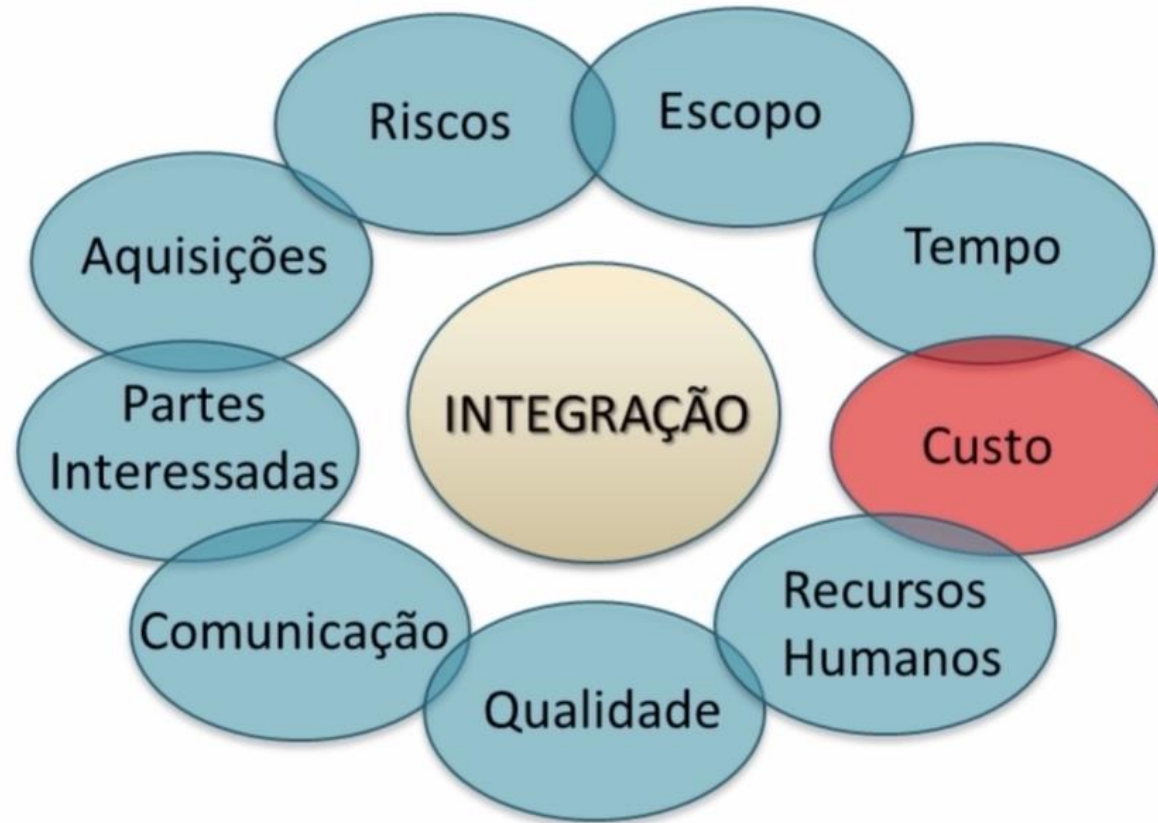 Riscos
Escopo
Aquisições
Tempo
Partes
Interessadas
INTEGRAÇÃO
Custo
Comunicação
Recursos
Humanos
Qualidade